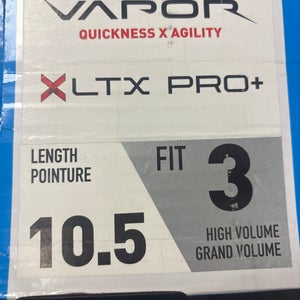 VAPOR
QUICKNESS X AGILITY
XLTX PRO+
LENGTH
POINTURE
10.5
FIT 3
HIGH VOLUME
GRAND VOLUME